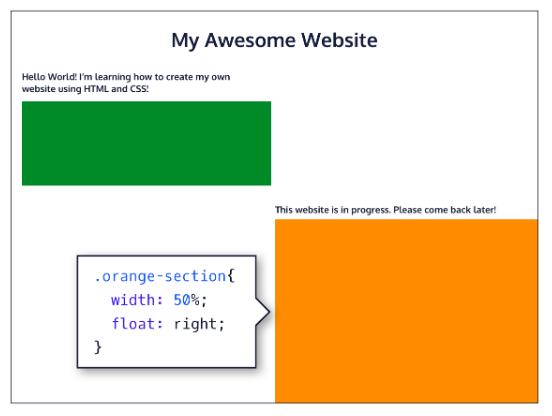 My Awesome Website
Hello World! I'm learning how to create my own
website using HTML and CSS!
This website is in progress. Please come back later!
.orange-section{
  width: 50%;
  float: right;
}